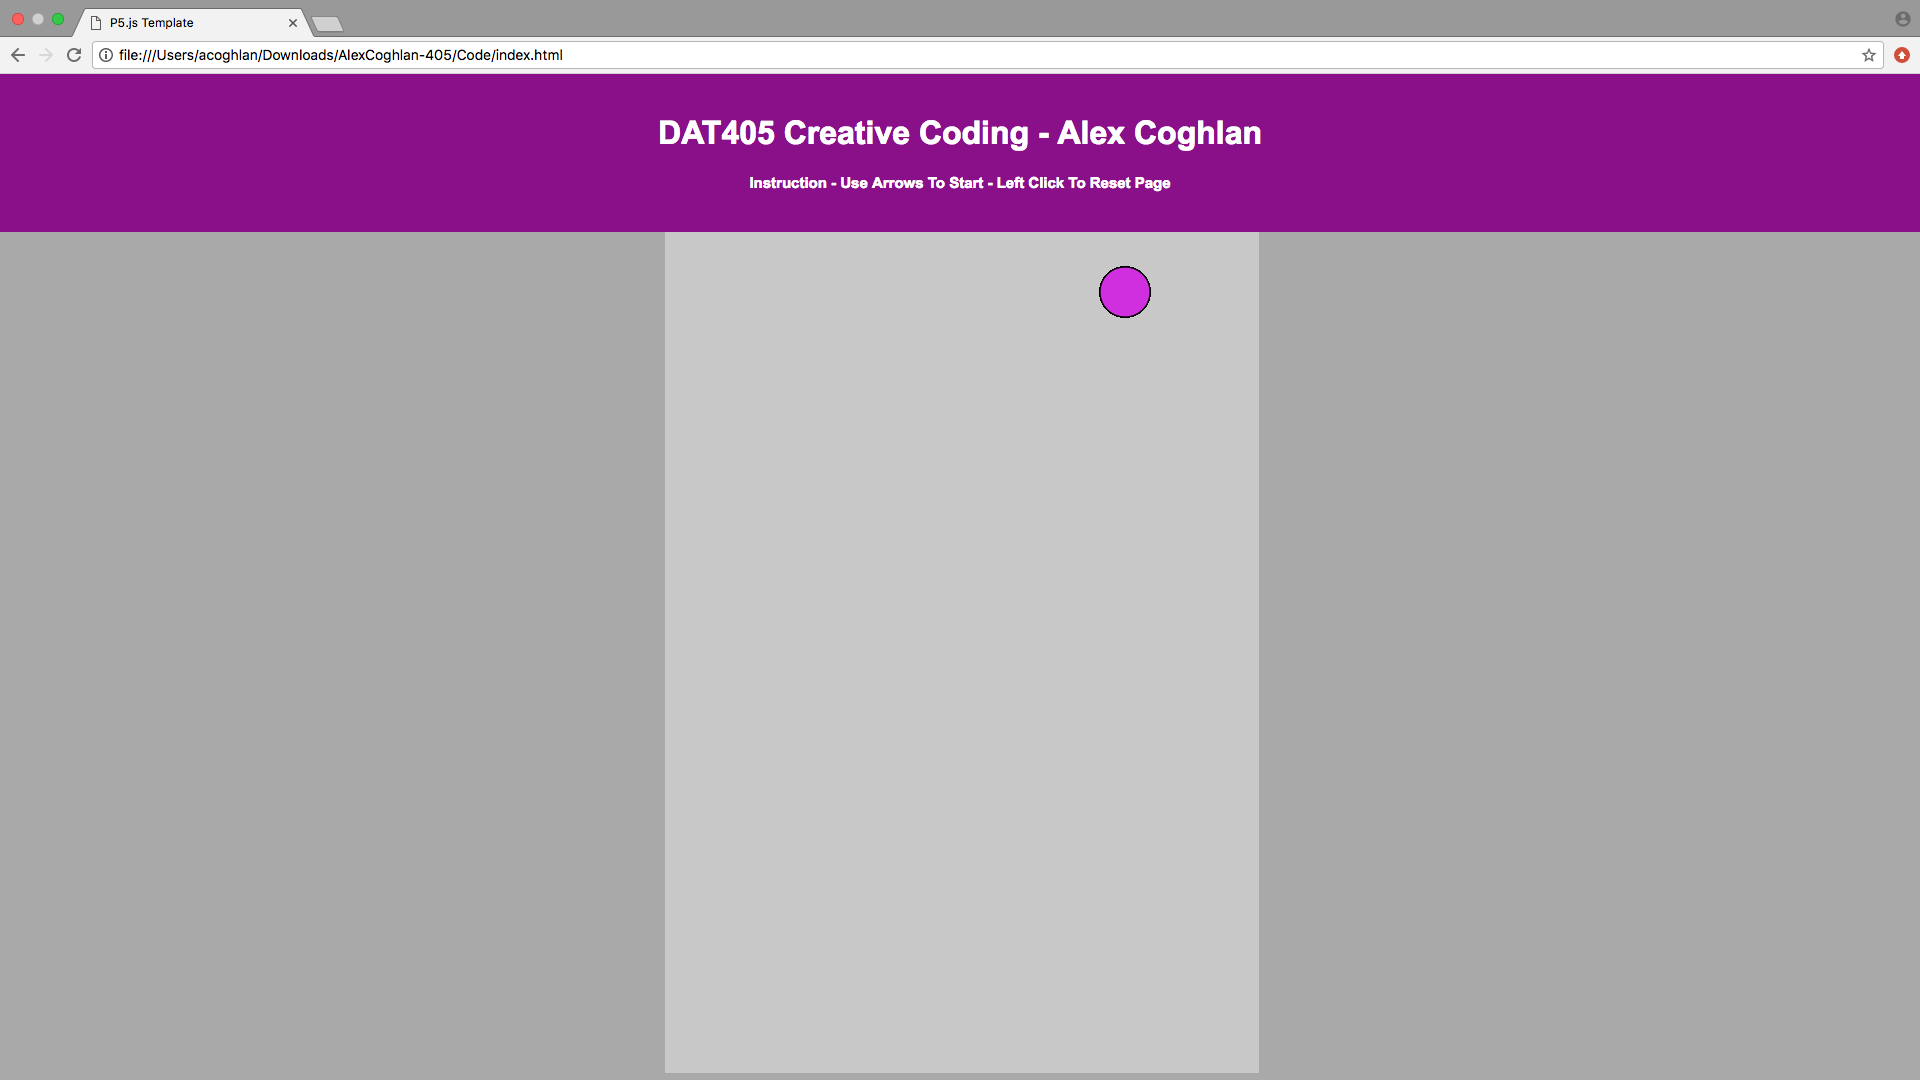 P5.js Template
file:///Users/acoghlan/Downloads/AlexCoghlan-405/Code/index.html
DAT405 Creative Coding - Alex Coghlan
Instruction - Use Arrows To Start - Left Click To Reset Page